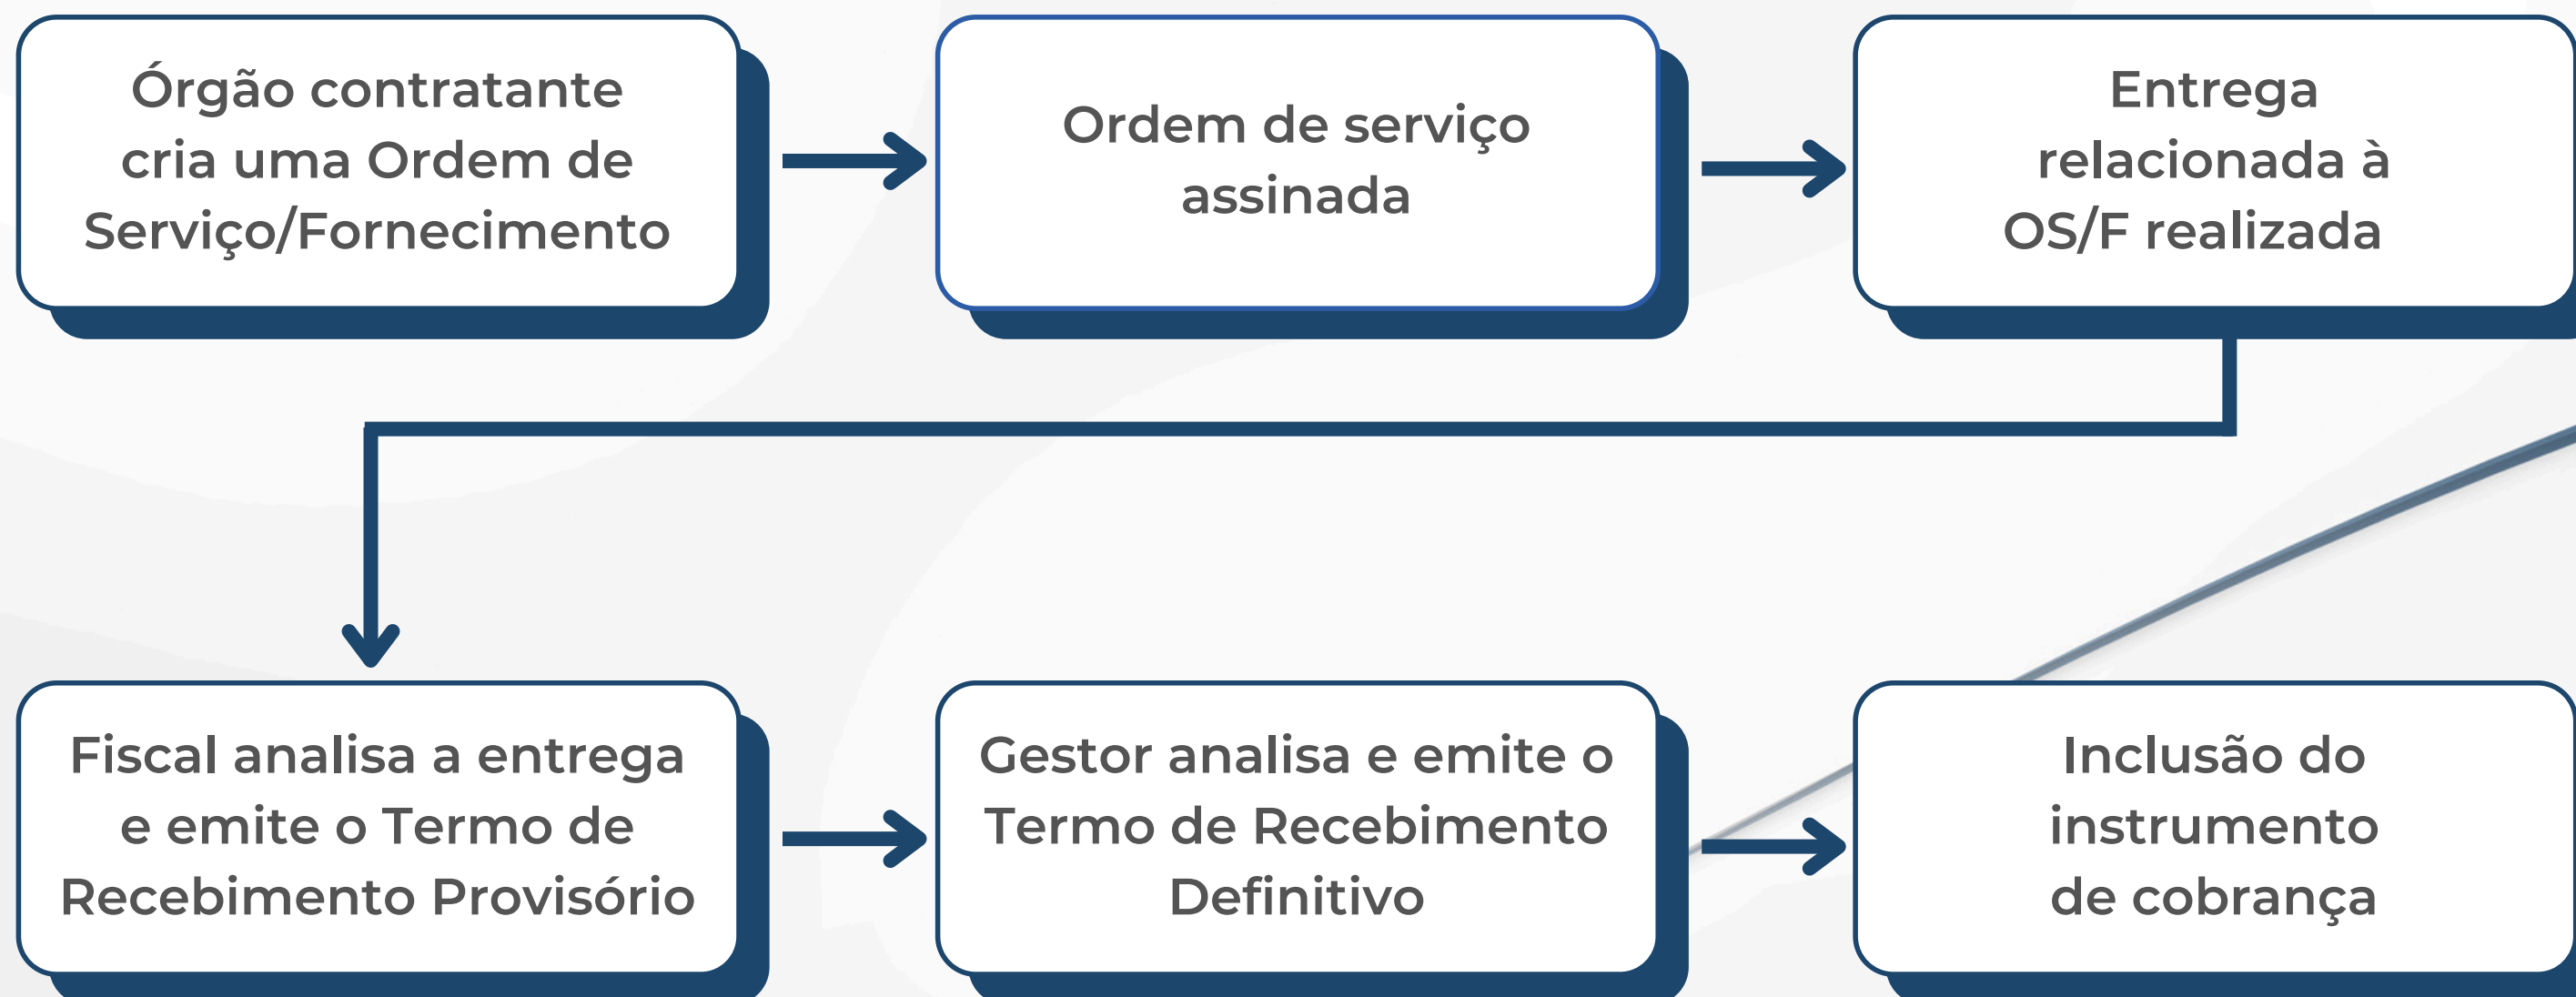 Órgão contratante
cria uma Ordem de
Serviço/Fornecimento
Ordem de serviço
assinada
Entrega
relacionada à
OS/F realizada
Fiscal analisa a entrega
e emite o Termo de
Recebimento Provisório
Gestor analisa e emite o
Termo de Recebimento
Definitivo
Inclusão do
instrumento
de cobrança